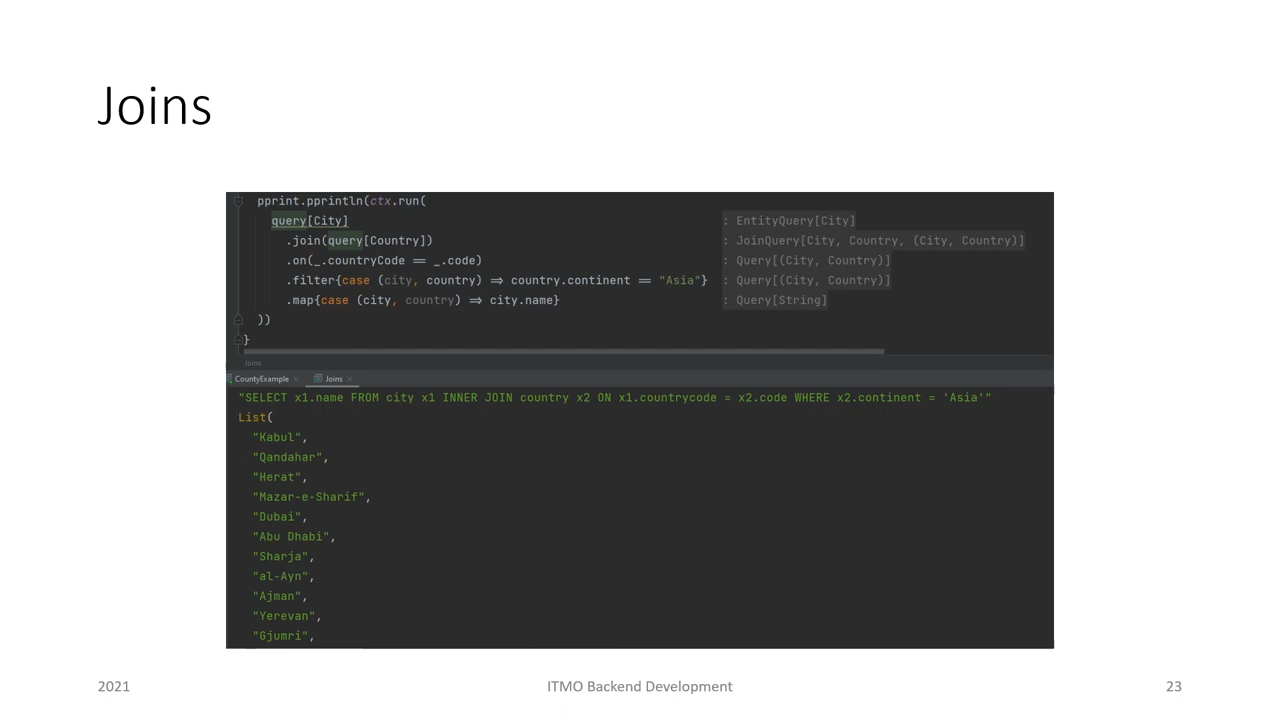 Joins
pprint.pprintln(ctx.run(
query[City] : EntityQuery[City]
.join(query[Country]) : JoinQuery[City, Country, (City, Country)]
.on(_.countryCode == _.code) : Query[(City, Country)]
.filter{case (city, country) => country.continent == "Asia"} : Query[(City, Country)]
.map{case (city, country) => city.name} : Query[String]
))
}
Joins
CountyExample × Joins ×
"SELECT x1.name FROM city x1 INNER JOIN country x2 ON x1.countrycode = x2.code WHERE x2.continent = 'Asia'"
List(
"Kabul",
"Qandahar",
"Herat",
"Mazar-e-Sharif",
"Dubai",
"Abu Dhabi",
"Sharja",
"al-Ayn",
"Ajman",
"Yerevan",
"Gjumri",
2021 ITMO Backend Development 23